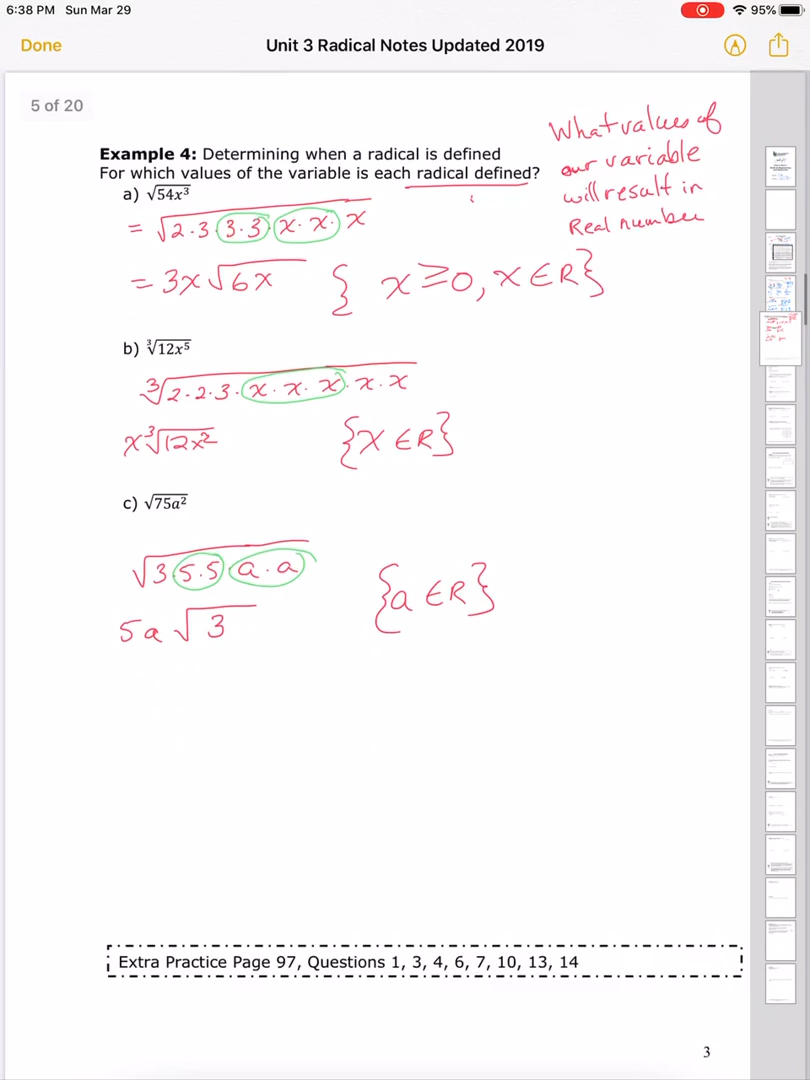 6:38 PM Sun Mar 29
95%
Done
Unit 3 Radical Notes Updated 2019
5 of 20
What values of
our variable
will result in
Real number
Example 4: Determining when a radical is defined
For which values of the variable is each radical defined?
a) √54x³
= √2·3·3·3·x·x·x
= 3x√6x { x ≥ 0, x ∈ R}
b) ³√12x⁵
³√2·2·3·x·x·x·x·x
x³√12x² {x ∈ R}
c) √75a²
√3·5·5·a·a
5a√3 {a ∈ R}
Extra Practice Page 97, Questions 1, 3, 4, 6, 7, 10, 13, 14
3